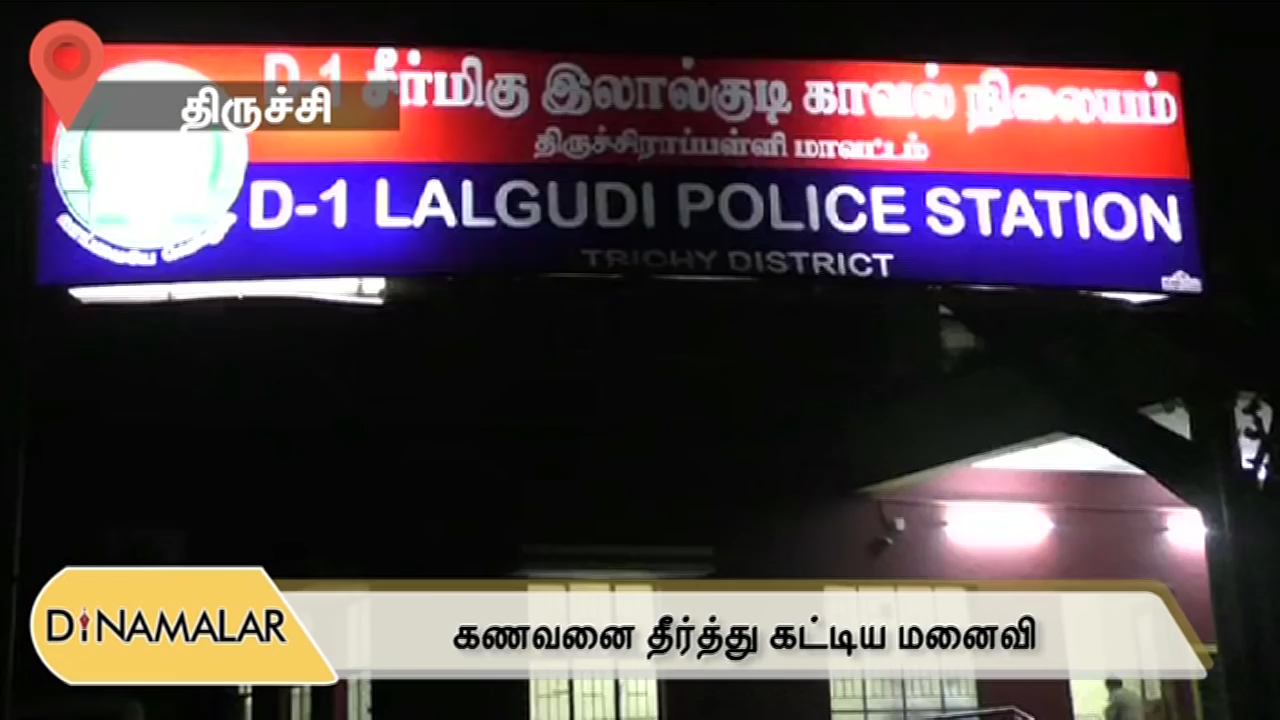 திருச்சி
D-1 சீர்மிகு இலால்குடி காவல் நிலையம்
திருச்சிராப்பள்ளி மாவட்டம்
D-1 LALGUDI POLICE STATION
TRICHY DISTRICT
DINAMALAR
கணவனை தீர்த்து கட்டிய மனைவி